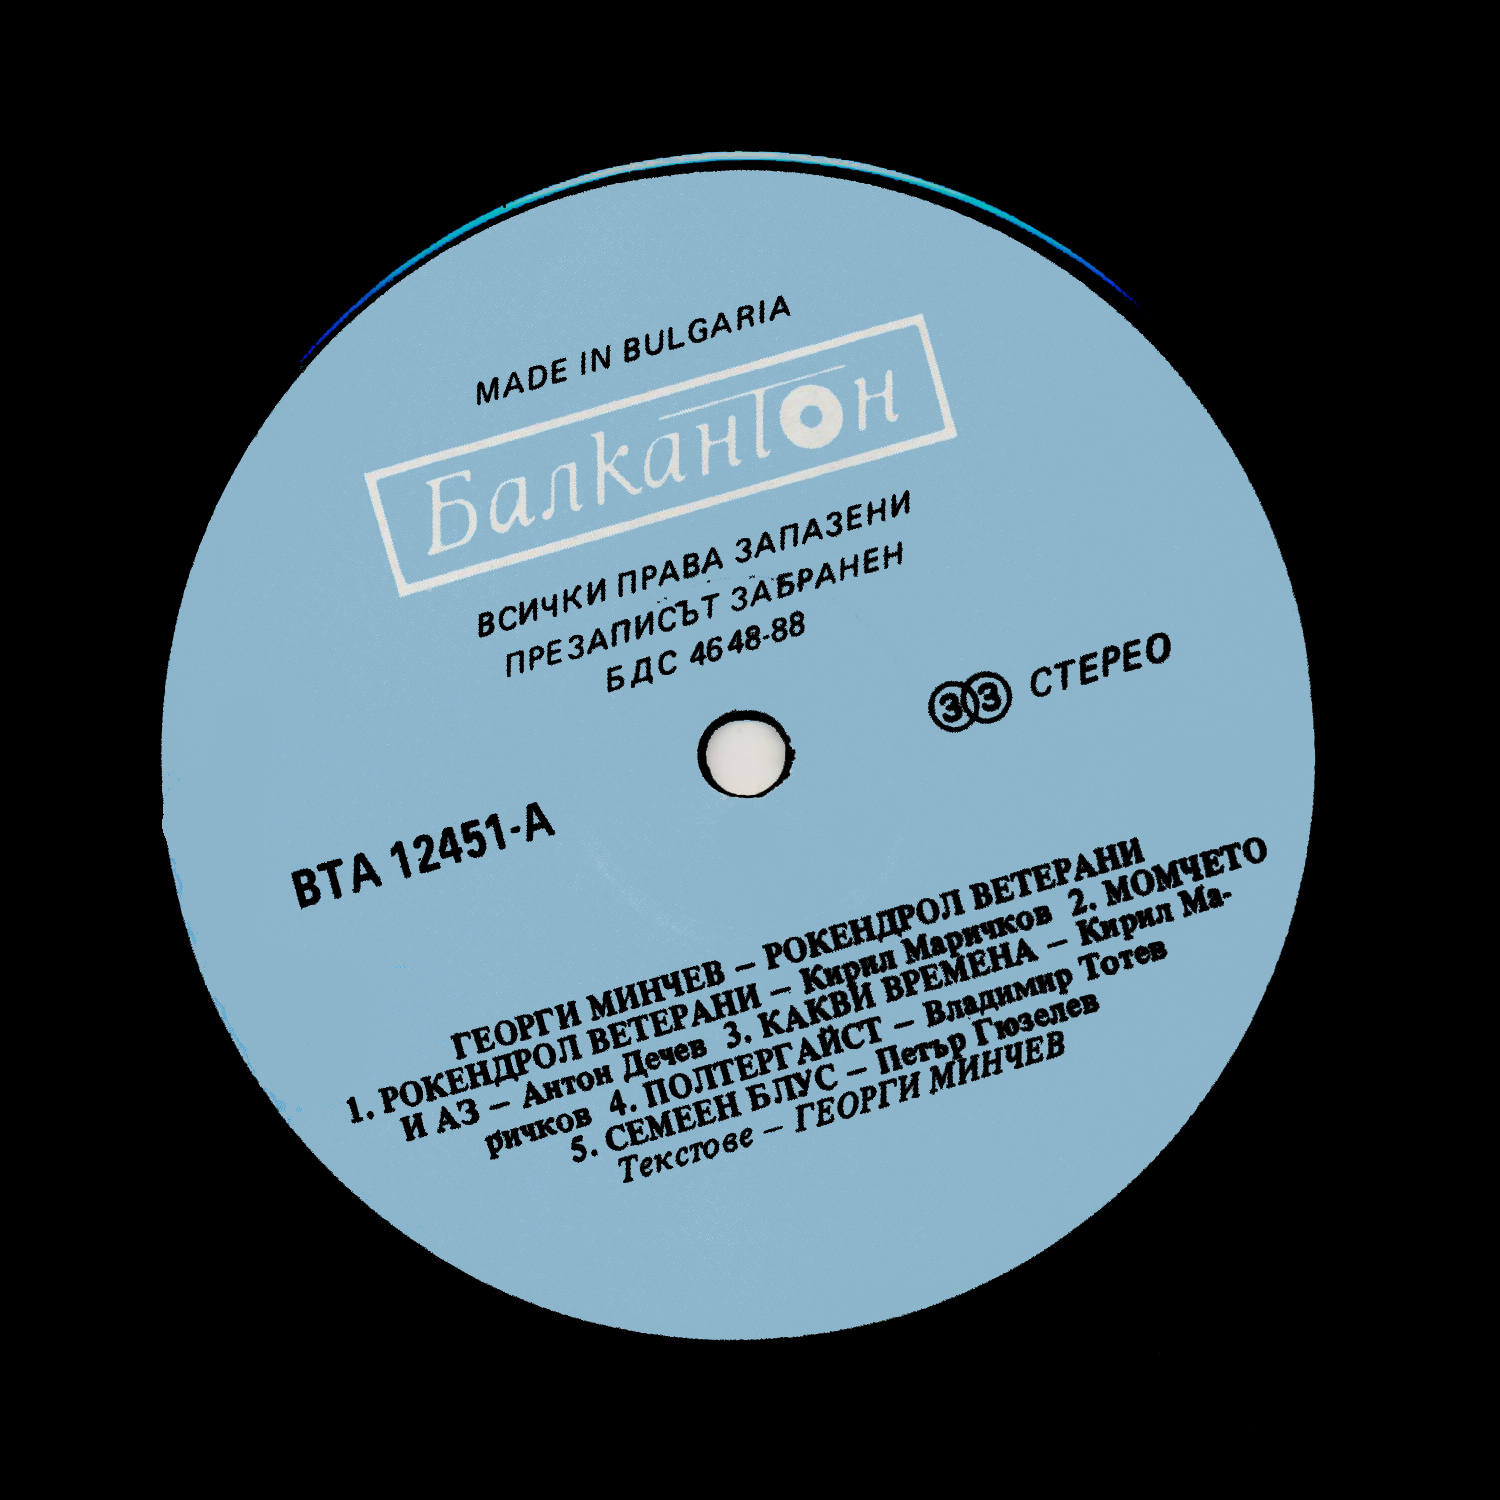 MADE IN BULGARIA
Балкантон
ВСИЧКИ ПРАВА ЗАПАЗЕНИ
ПРЕЗАПИСЪТ ЗАБРАНЕН
БДС 4648-88
33 СТЕРЕО
ВТА 12451-А
ГЕОРГИ МИНЧЕВ – РОКЕНДРОЛ ВЕТЕРАНИ
1. РОКЕНДРОЛ ВЕТЕРАНИ – Кирил Маричков 2. МОМЧЕТО
И АЗ – Антон Дечев 3. КАКВИ ВРЕМЕНА – Кирил Ма-
ричков 4. ПОЛТЕРГАЙСТ – Владимир Тотев
5. СЕМЕЕН БЛУС – Петър Гюзелев
Текстове – ГЕОРГИ МИНЧЕВ